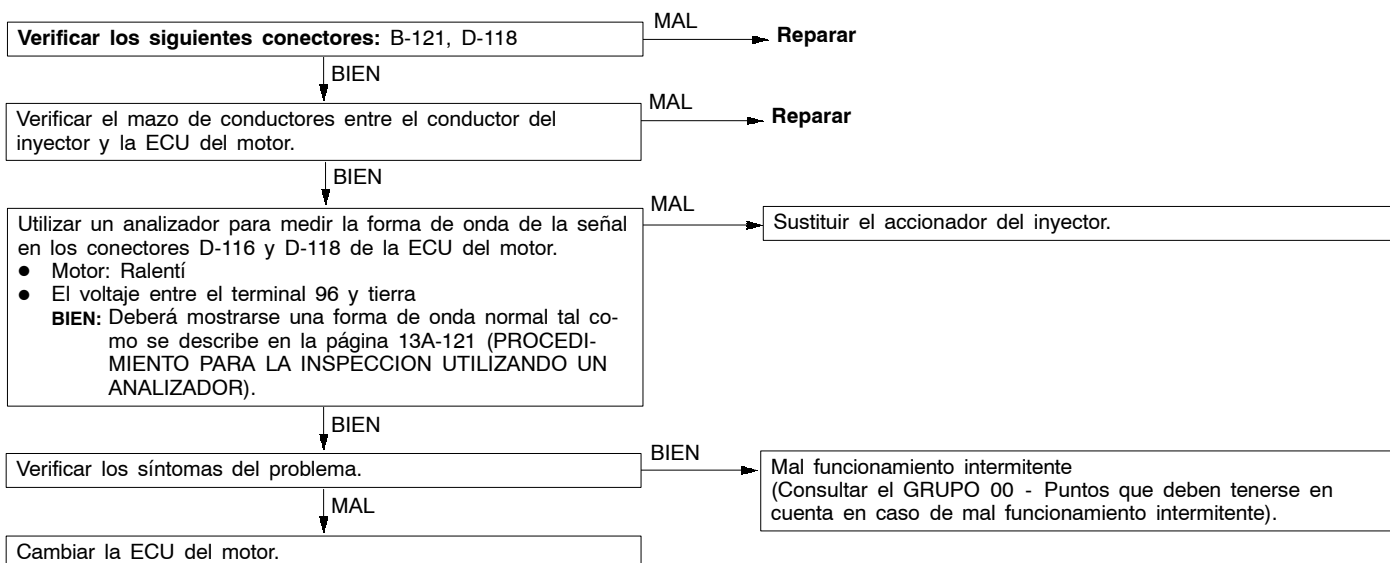 Verificar los siguientes conectores: B-121, D-118
MAL
Reparar
BIEN
Verificar el mazo de conductores entre el conductor del
inyector y la ECU del motor.
MAL
Reparar
BIEN
Utilizar un analizador para medir la forma de onda de la señal
en los conectores D-116 y D-118 de la ECU del motor.
● Motor: Ralentí
● El voltaje entre el terminal 96 y tierra
BIEN: Deberá mostrarse una forma de onda normal tal co-
mo se describe en la página 13A-121 (PROCEDI-
MIENTO PARA LA INSPECCION UTILIZANDO UN
ANALIZADOR).
MAL
Sustituir el accionador del inyector.
BIEN
Verificar los síntomas del problema.
BIEN
Mal funcionamiento intermitente
(Consultar el GRUPO 00 - Puntos que deben tenerse en
cuenta en caso de mal funcionamiento intermitente).
MAL
Cambiar la ECU del motor.